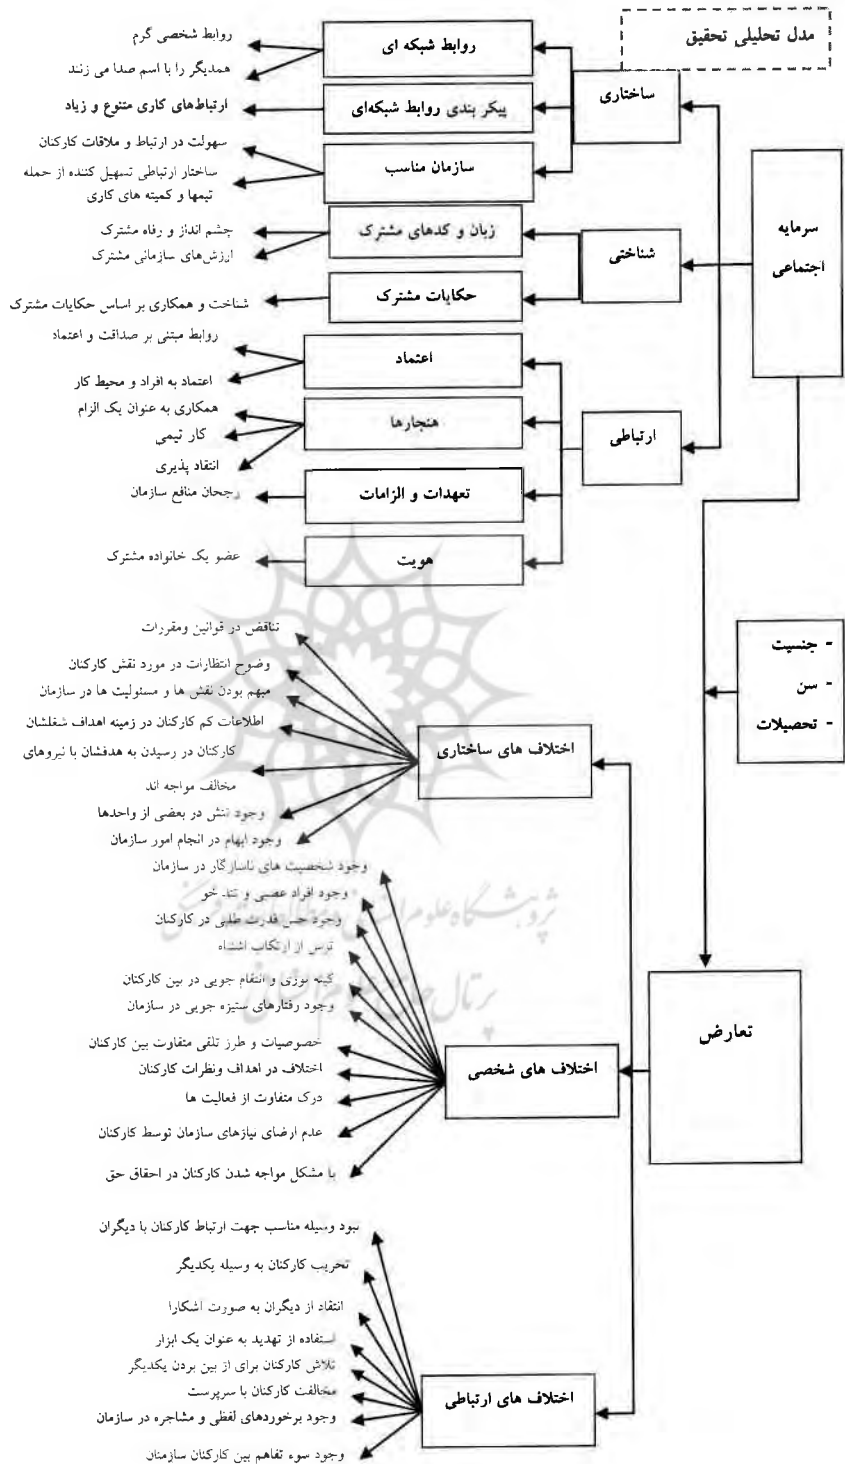 مدل تحلیلی تحقیق
سرمایه
اجتماعی
ساختاری
روابط شبکه ای
روابط شخصی گرم
همدیگر را با اسم صدا می زنند
پیکر بندی روابط شبکه‌ای
ارتباط‌های کاری متنوع و زیاد
سازمان مناسب
سهولت در ارتباط و ملاقات کارکنان
ساختار ارتباطی تسهیل کننده از حمله
تیمها و کمیته های کاری
شناختی
زبان و کدهای مشترک
چشم انداز و رفاه مشترک
ارزش‌های سازمانی مشترک
حکایات مشترک
شناخت و همکاری بر اساس حکایات مشترک
ارتباطی
اعتماد
روابط مبتنی بر صداقت و اعتماد
اعتماد به افراد و محیط کار
هنجارها
همکاری به عنوان یک الزام
کار تیمی
انتقاد پذیری
تعهدات و الزامات
رجحان منافع سازمان
هویت
عضو یک خانواده مشترک
- جنسیت
- سن
- تحصیلات
تعارض
اختلاف های ساختاری
تناقض در قوانین ومقررات
وضوح انتظارات در مورد نقش کارکنان
مبهم بودن نقش ها و مسئولیت ها در سازمان
اطلاعات کم کارکنان در زمینه اهداف شغلشان
کارکنان در رسیدن به هدفشان با نیروهای
مخالف مواجه اند
وجود تنش در بعضی از واحدها
وجود ابهام در انجام امور سازمان
اختلاف های شخصی
وجود شخصیت های ناسازگار در سازمان
وجود افراد عصبی و تند خو
وجود حس قدرت طلبی در کارکنان
ترس از ارتکاب اشتباه
کینه توزی و انتقام جویی در بین کارکنان
وجود رفتارهای ستیزه جویی در سازمان
خصوصیات و طرز تلقی متفاوت بین کارکنان
اختلاف در اهداف ونظرات کارکنان
درک متفاوت از فعالیت ها
عدم ارضای نیازهای سازمان توسط کارکنان
با مشکل مواجه شدن کارکنان در احقاق حق
اختلاف های ارتباطی
نبود وسیله مناسب جهت ارتباط کارکنان با دیگران
تخریب کارکنان به وسیله یکدیگر
انتقاد از دیگران به صورت آشکارا
استفاده از تهدید به عنوان یک ابزار
تلاش کارکنان برای از بین بردن یکدیگر
مخالفت کارکنان با سرپرست
وجود برخوردهای لفظی و مشاجره در سازمان
وجود سوء تفاهم بین کارکنان سازمنان
پژوهشگاه علوم انسانی و مطالعات فرهنگی
پرتال جامع علوم انسانی